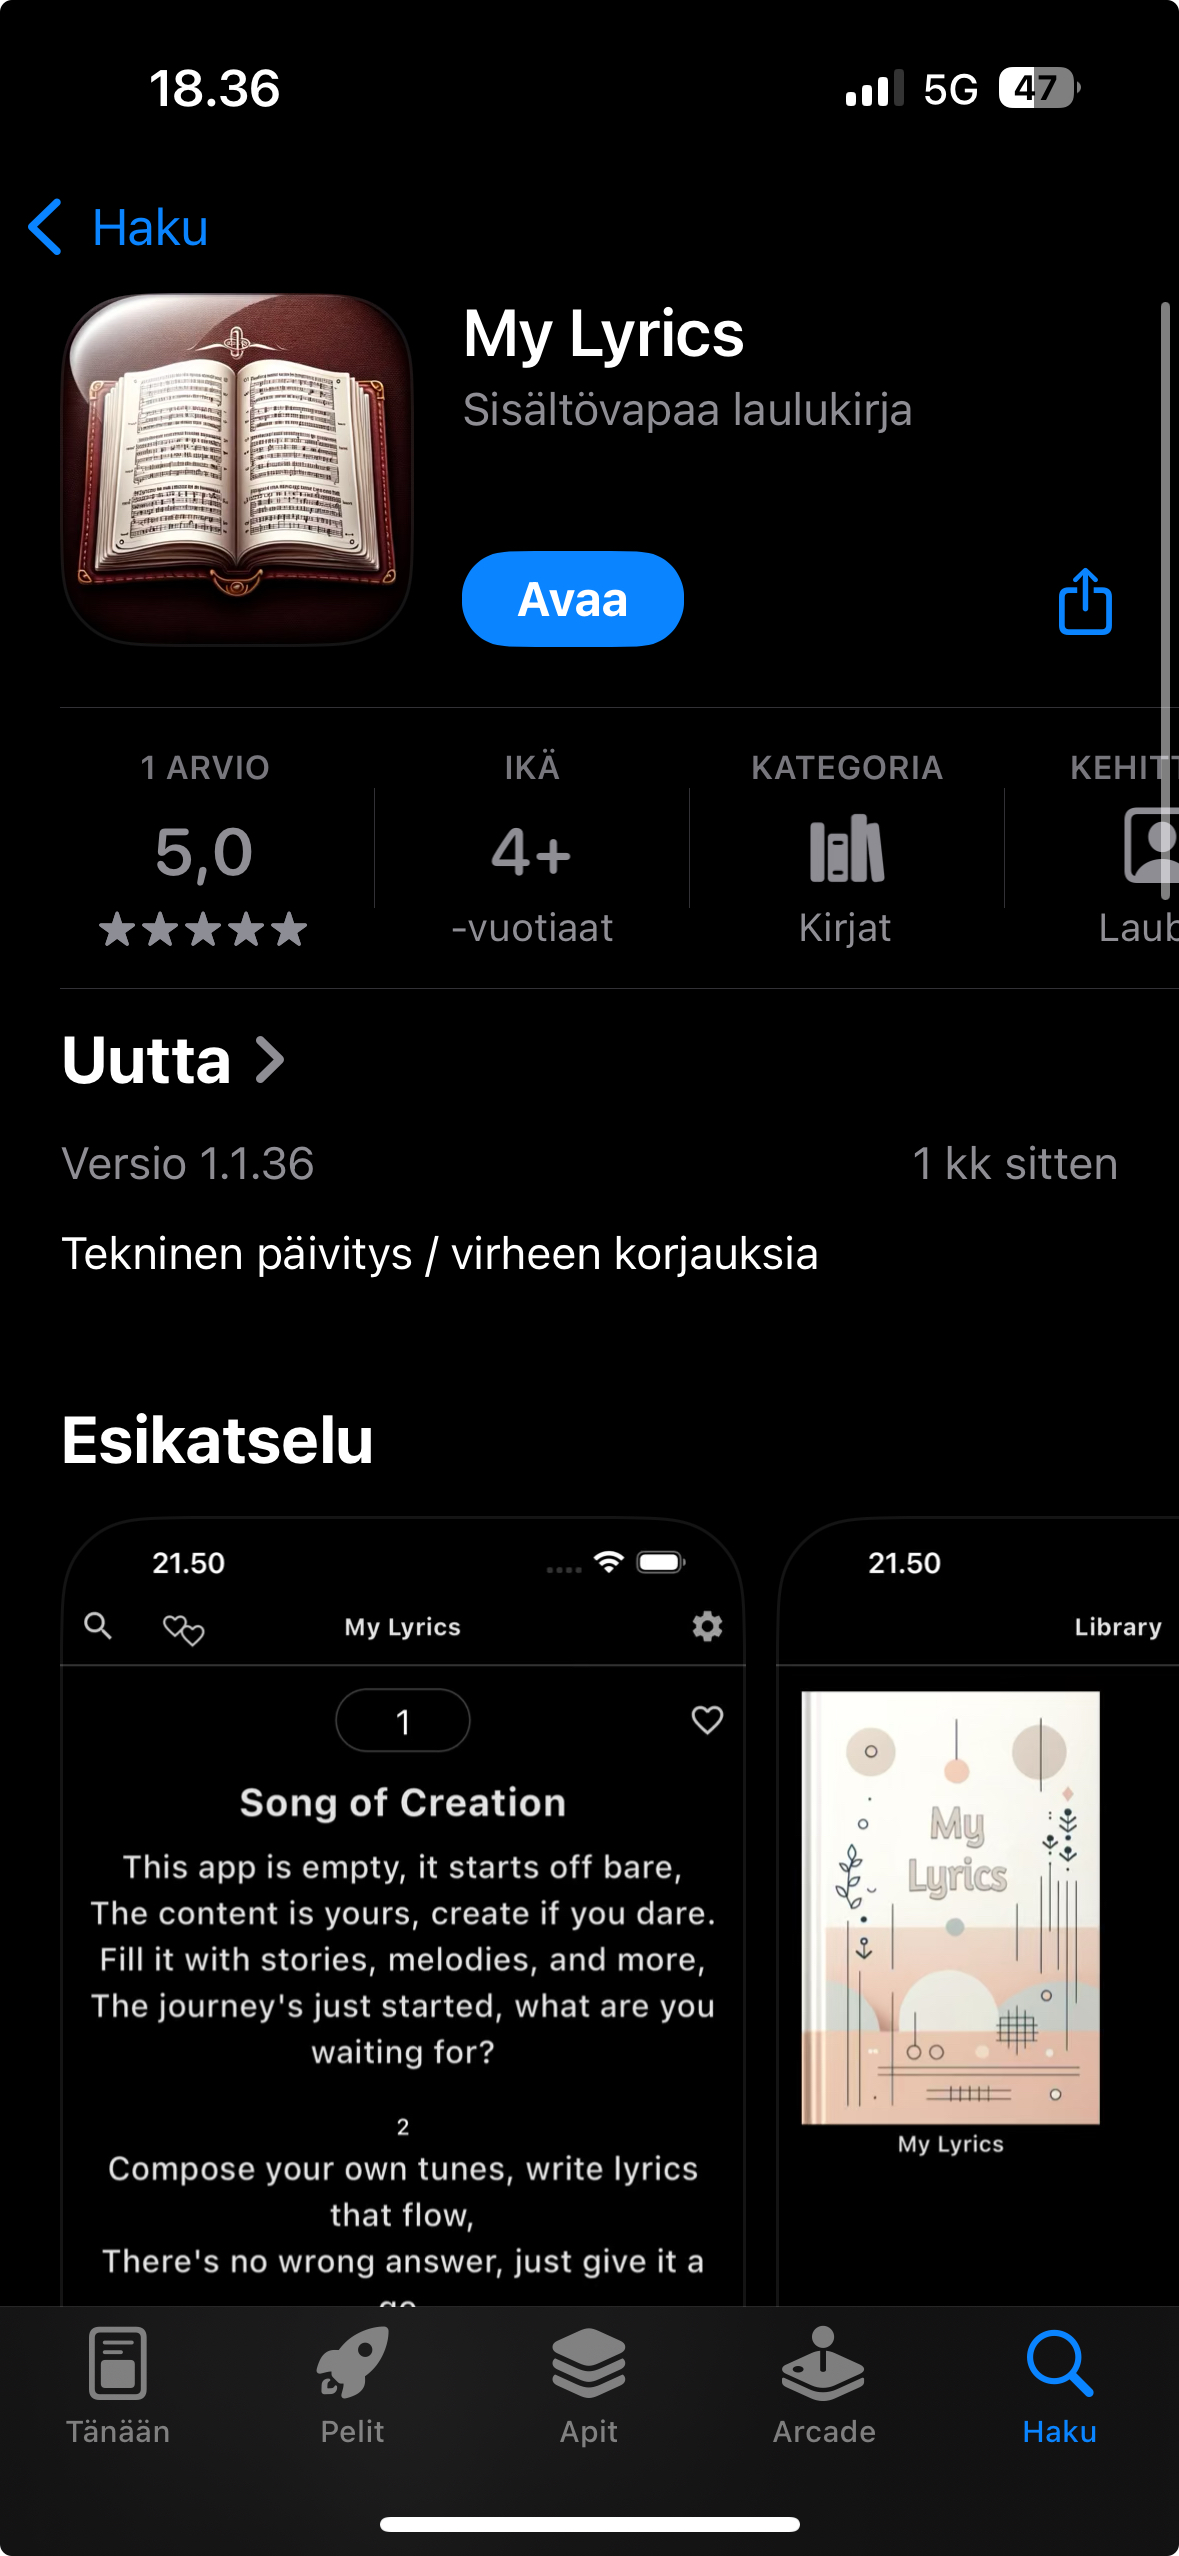 18.36
5G
47
Haku
My Lyrics
Sisältövapaa laulukirja
Avaa
1 ARVIO
5,0
IKÄ
4+
-vuotiaat
KATEGORIA
Kirjat
KEHITT
Laub
Uutta
Versio 1.1.36
1 kk sitten
Tekninen päivitys / virheen korjauksia
Esikatselu
21.50
My Lyrics
1
Song of Creation
This app is empty, it starts off bare,
The content is yours, create if you dare.
Fill it with stories, melodies, and more,
The journey's just started, what are you
waiting for?
2
Compose your own tunes, write lyrics
that flow,
There's no wrong answer, just give it a
go
21.50
Library
My
Lyrics
My Lyrics
Tänään
Pelit
Apit
Arcade
Haku